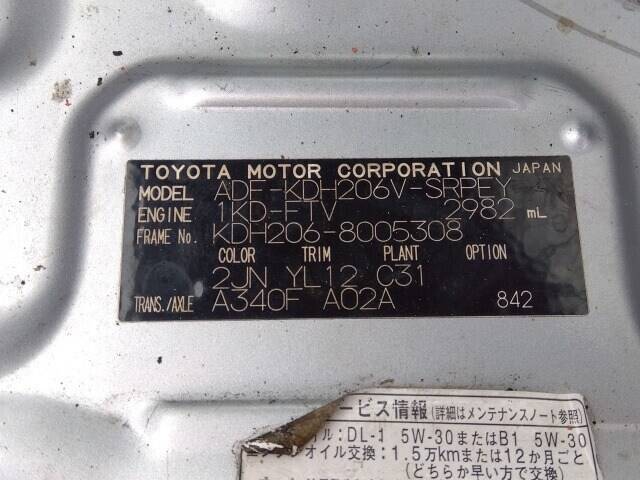 TOYOTA MOTOR CORPORATION JAPAN
MODEL ADF-KDH206V-SRPEY
ENGINE 1KD-FTV 2982 mL
FRAME No. KDH206-8005308
COLOR TRIM PLANT OPTION
2JN YL12 C31
TRANS./AXLE A340F A02A 842
ービス情報 (詳細はメンテナンスノート参照)
イル:DL-1 5W-30またはB1 5W-30
オイル交換:1.5万kmまたは12か月ごと
(どちらか早い方で交換)